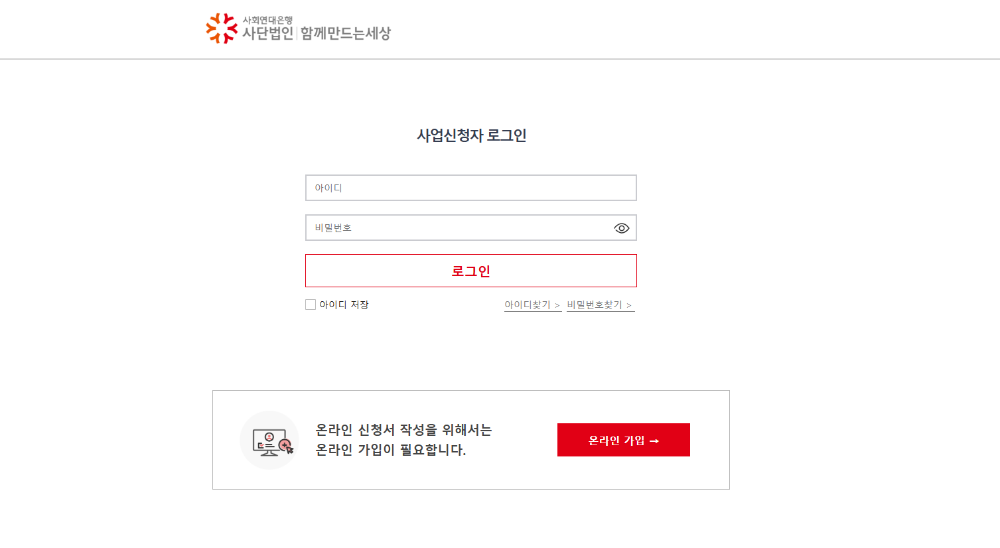 사회연대은행
사단법인 함께만드는세상
사업신청자 로그인
아이디
비밀번호
로그인
아이디 저장
아이디찾기 > 비밀번호찾기 >
온라인 신청서 작성을 위해서는
온라인 가입이 필요합니다.
온라인 가입 →